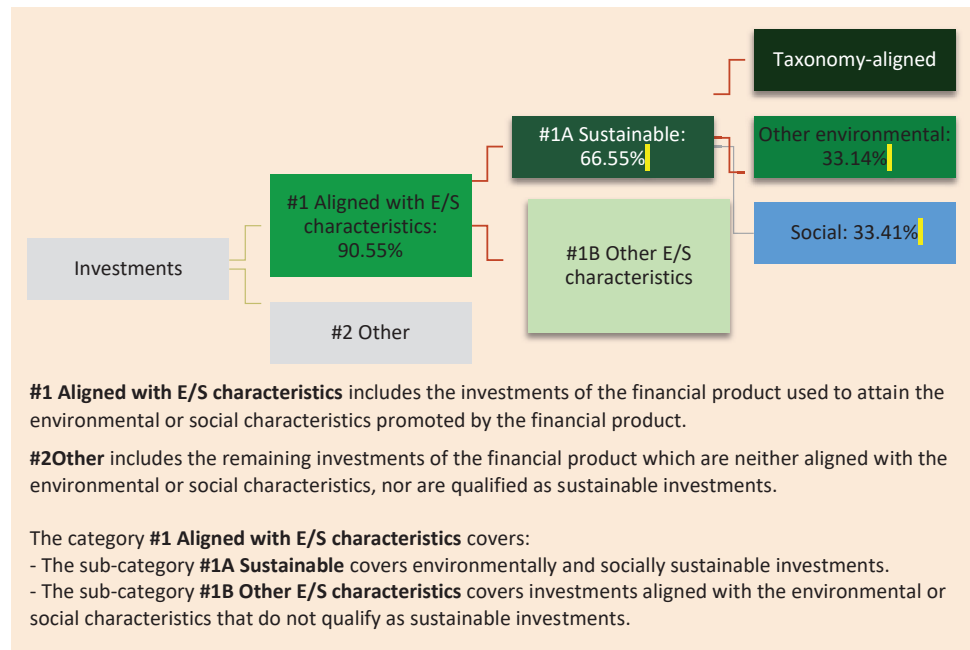 Taxonomy-aligned
#1A Sustainable:
66.55%
Other environmental:
33.14%
#1 Aligned with E/S
characteristics:
90.55%
Social: 33.41%
#1B Other E/S
characteristics
Investments
#2 Other
#1 Aligned with E/S characteristics includes the investments of the financial product used to attain the
environmental or social characteristics promoted by the financial product.
#2Other includes the remaining investments of the financial product which are neither aligned with the
environmental or social characteristics, nor are qualified as sustainable investments.
The category #1 Aligned with E/S characteristics covers:
- The sub-category #1A Sustainable covers environmentally and socially sustainable investments.
- The sub-category #1B Other E/S characteristics covers investments aligned with the environmental or
social characteristics that do not qualify as sustainable investments.